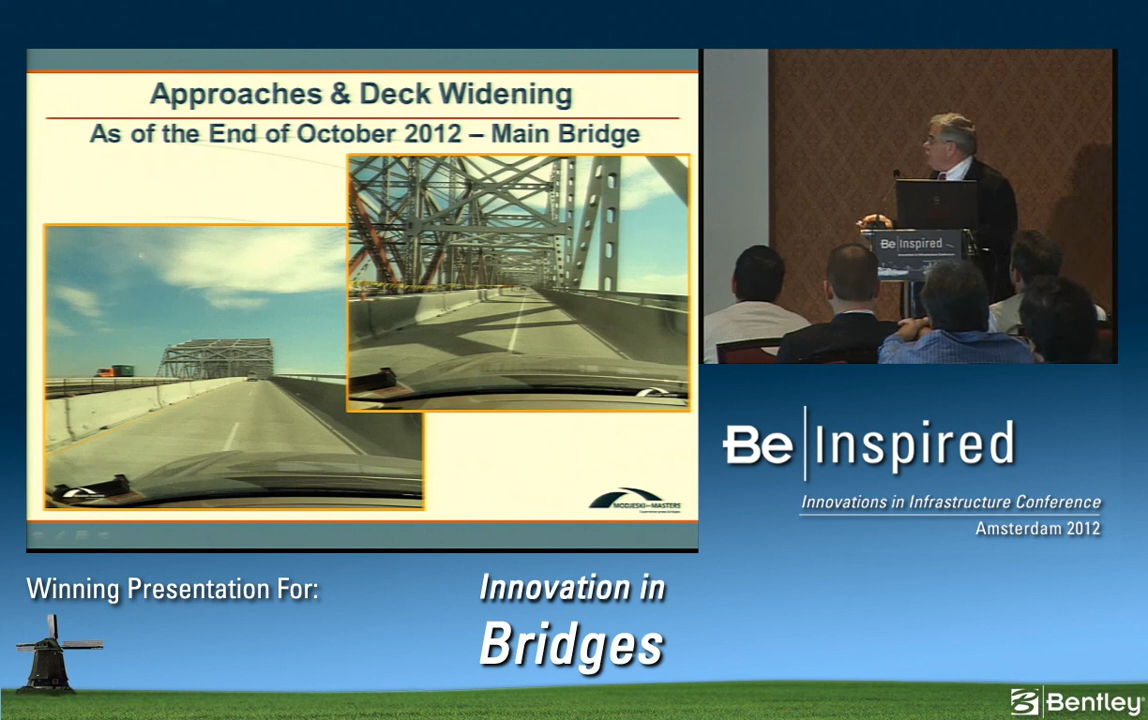 Approaches & Deck Widening
As of the End of October 2012 – Main Bridge
MODJESKI and MASTERS
Be Inspired
Be Inspired
Innovations in Infrastructure Conference
Amsterdam 2012
Winning Presentation For:
Innovation in
Bridges
Bentley